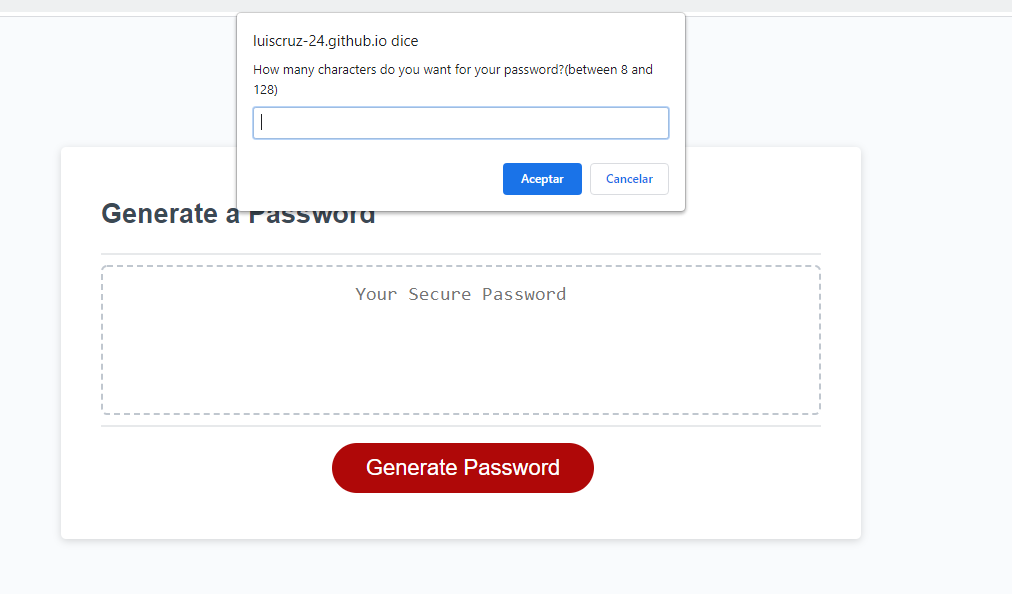 luiscruz-24.github.io dice
How many characters do you want for your password?(between 8 and
128)
Aceptar
Cancelar
Generate a Password
Your Secure Password
Generate Password